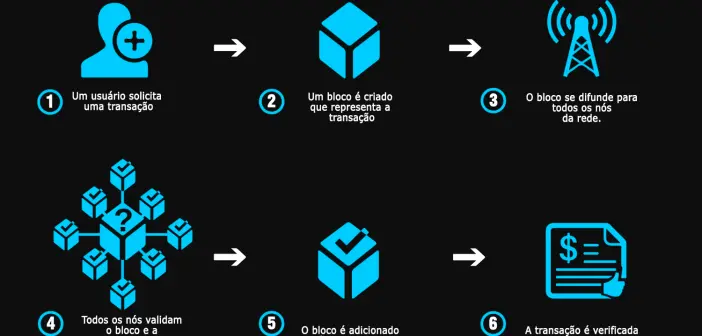 1
Um usuário solicita
uma transação
2
Um bloco é criado
que representa a
transação
3
O bloco se difunde para
todos os nós
da rede.
?
4
Todos os nós validam
o bloco e a
5
O bloco é adicionado
$
6
A transação é verificada